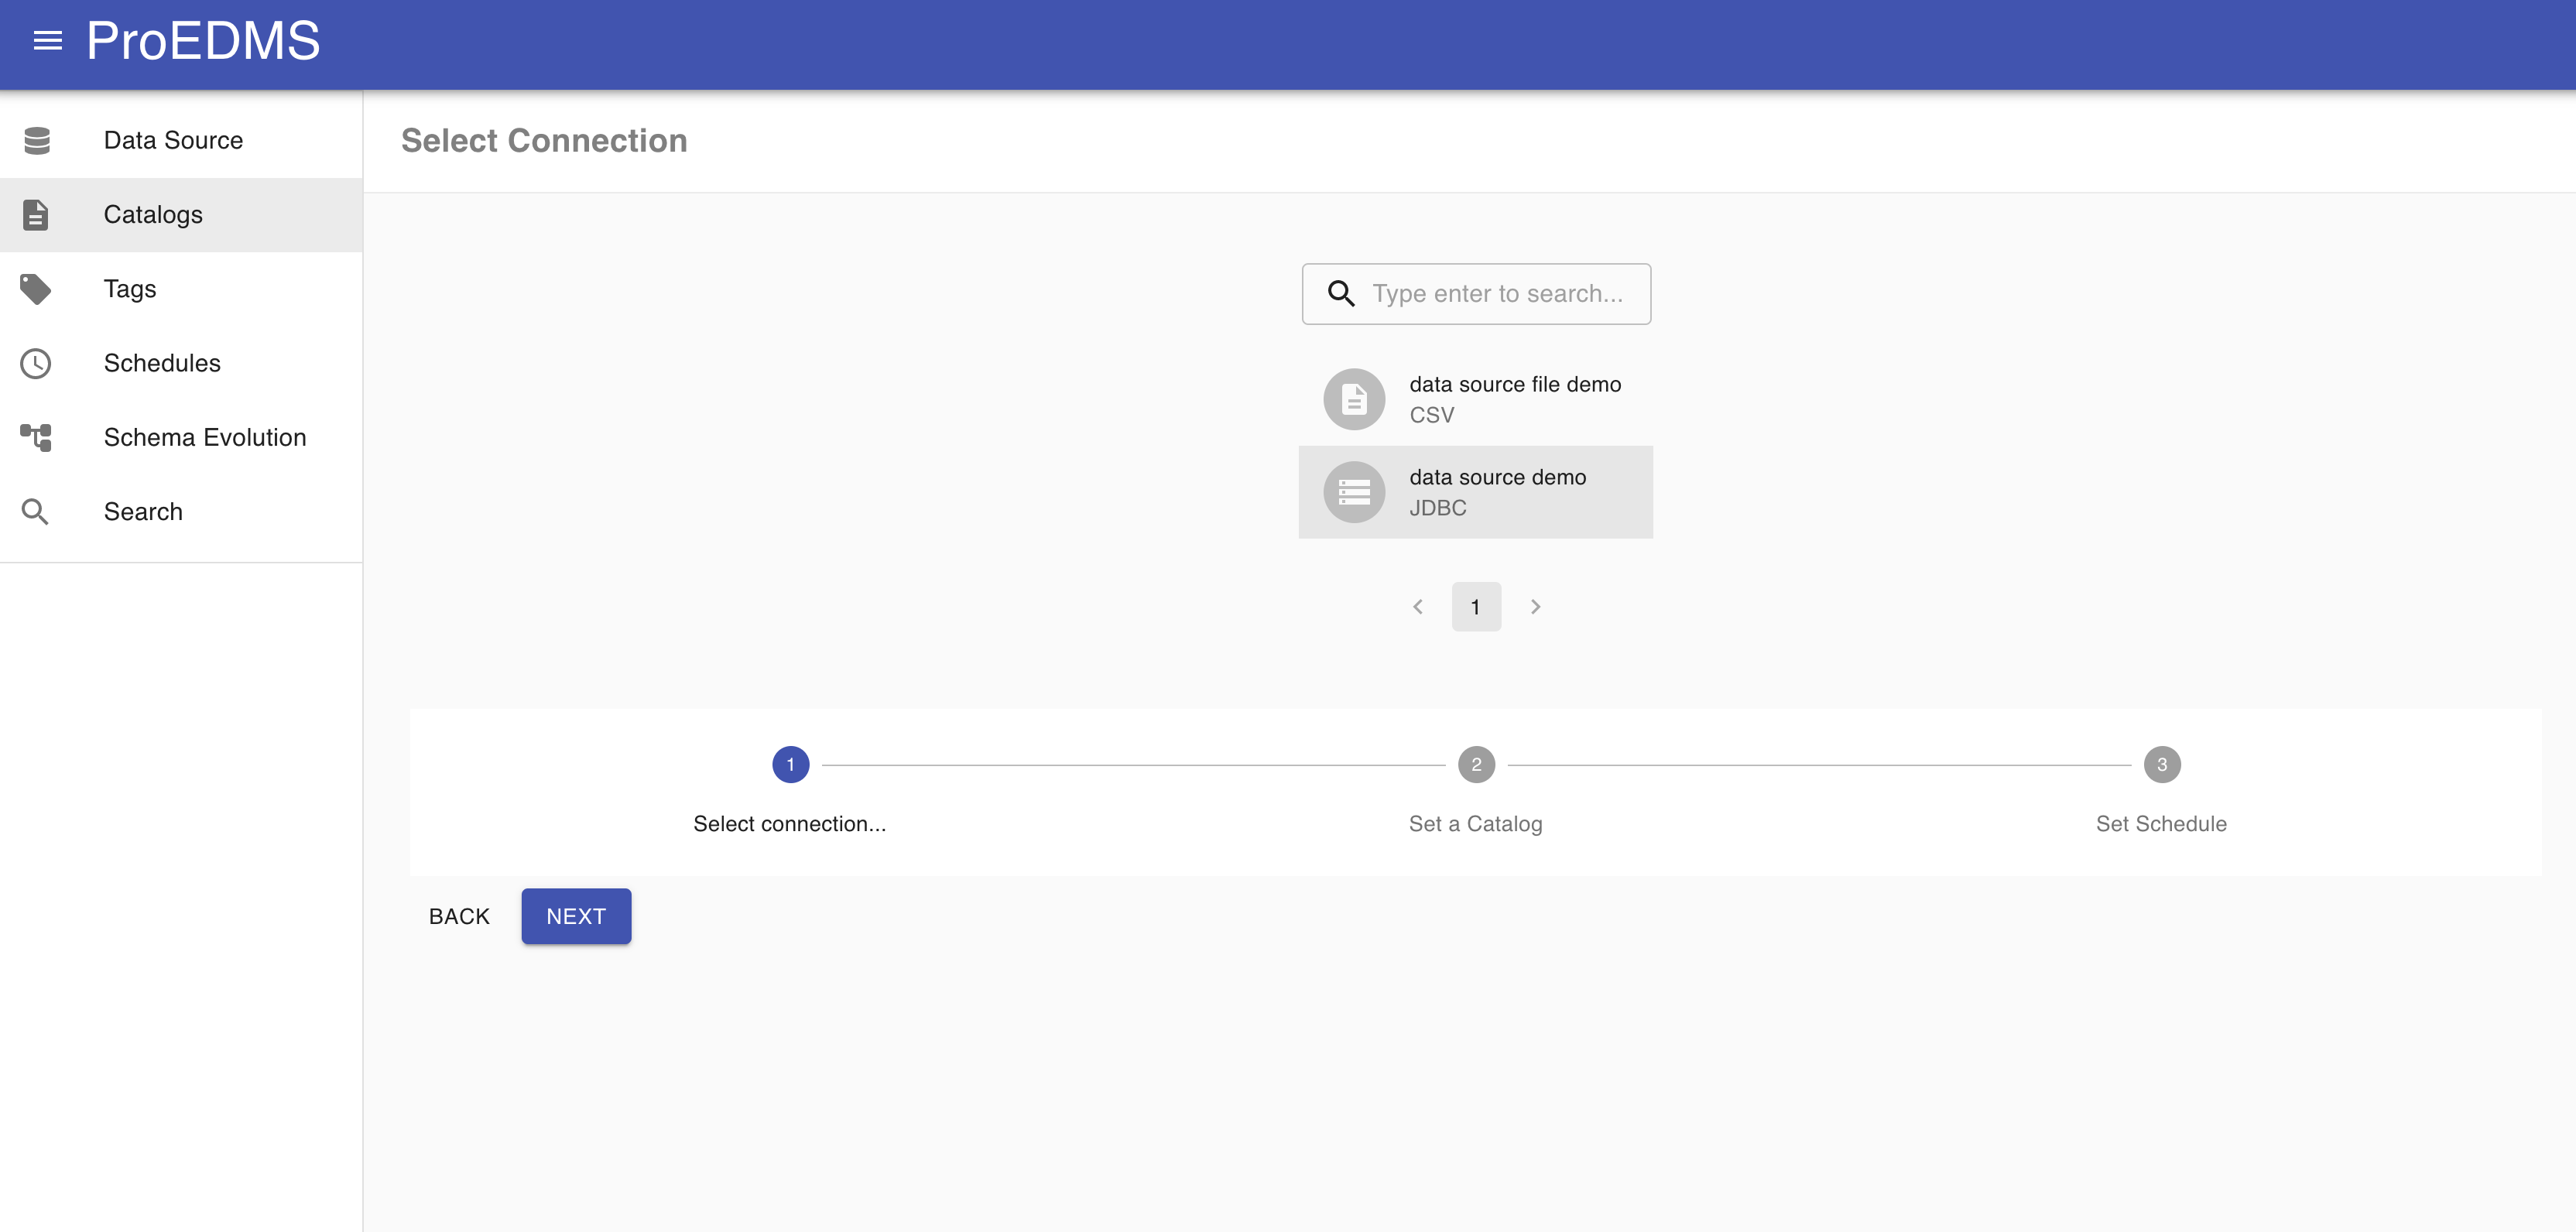 ProEDMS
Data Source
Catalogs
Tags
Schedules
Schema Evolution
Search
Select Connection
Type enter to search...
data source file demo
CSV
data source demo
JDBC
1
1
2
3
Select connection...
Set a Catalog
Set Schedule
BACK
NEXT